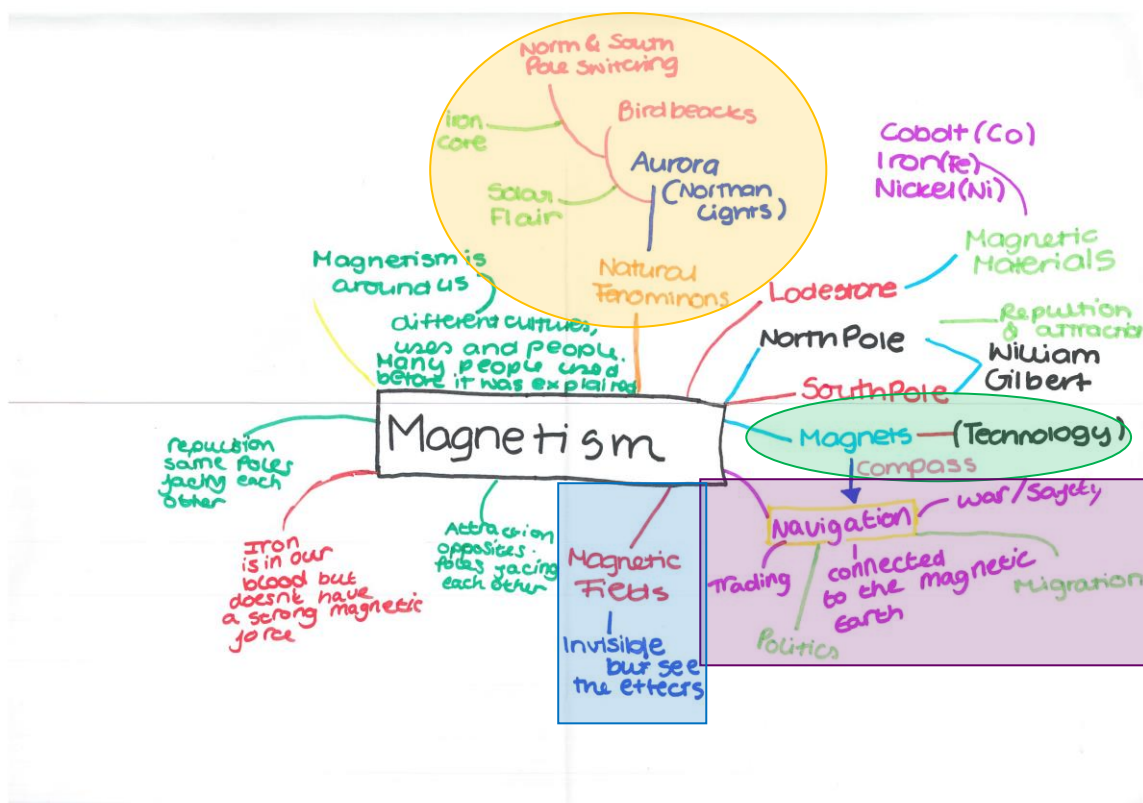 North & South
Pole switching
Bird beacks
iron
core
Aurora
(Northan
Lights)
Solar
Flair
Natural
Fenominons
Cobolt (Co)
Iron (Fe)
Nickel (Ni)
Magnetic
Materials
Lodestone
Repultion
& attraction
North Pole
William
Gilbert
South Pole
Magnets
(Technology)
Compass
Magnetism is
around us
different cultures,
uses and people.
Many people used
before it was explained
Magnetism
repulsion
same Poles
facing each
other
Iron
is in our
blood but
doesnt have
a strong magnetic
force
Attraction
opposites
Poles facing
each other
Magnetic
Fields
Invisible
but see
the effects
Navigation
war/safety
Trading
connected
to the magnetic
Earth
Migration
Politics